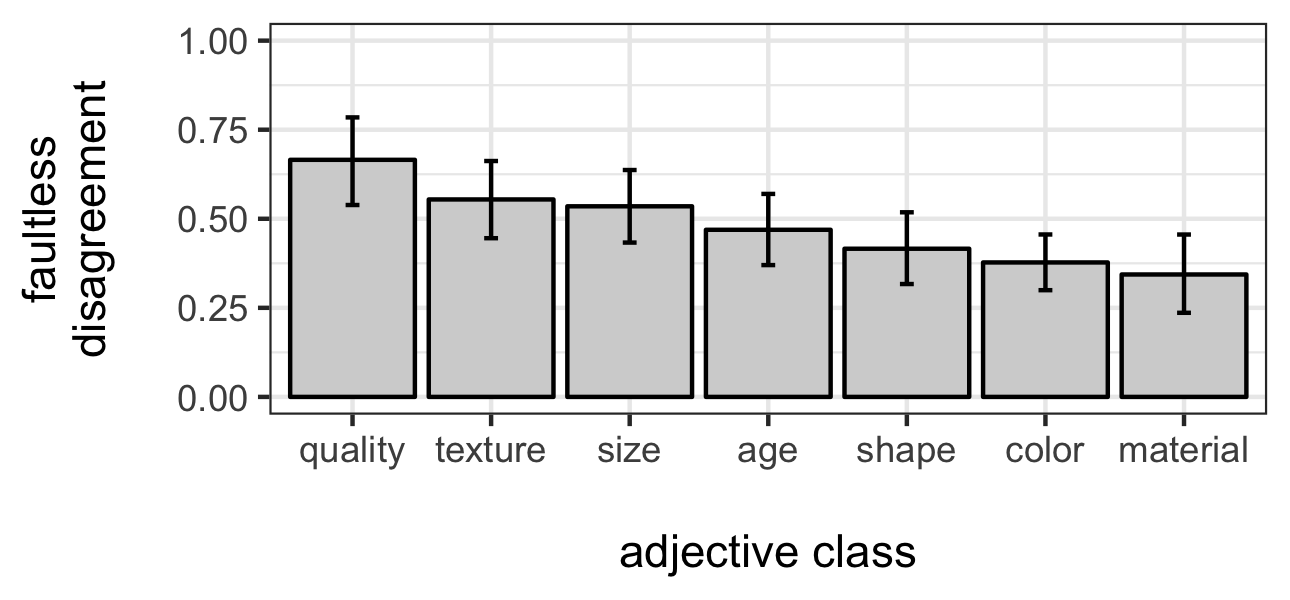 faultless
disagreement
1.00
0.75
0.50
0.25
0.00
quality texture size age shape color material
adjective class